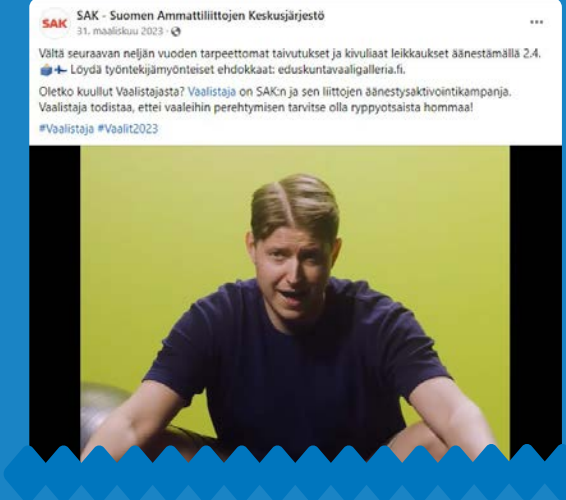 SAK
SAK - Suomen Ammattiliittojen Keskusjärjestö
31. maaliskuu 2023 ·
Vältä seuraavan neljän vuoden tarpeettomat taivutukset ja kivuliaat leikkaukset äänestämällä 2.4.
Löydä työntekijämyönteiset ehdokkaat: eduskuntavaaligalleria.fi.
Oletko kuullut Vaalistajasta? Vaalistaja on SAK:n ja sen liittojen äänestysaktivointikampanja.
Vaalistaja todistaa, ettei vaaleihin perehtymisen tarvitse olla ryppyotsaista hommaa!
#Vaalistaja #Vaalit2023